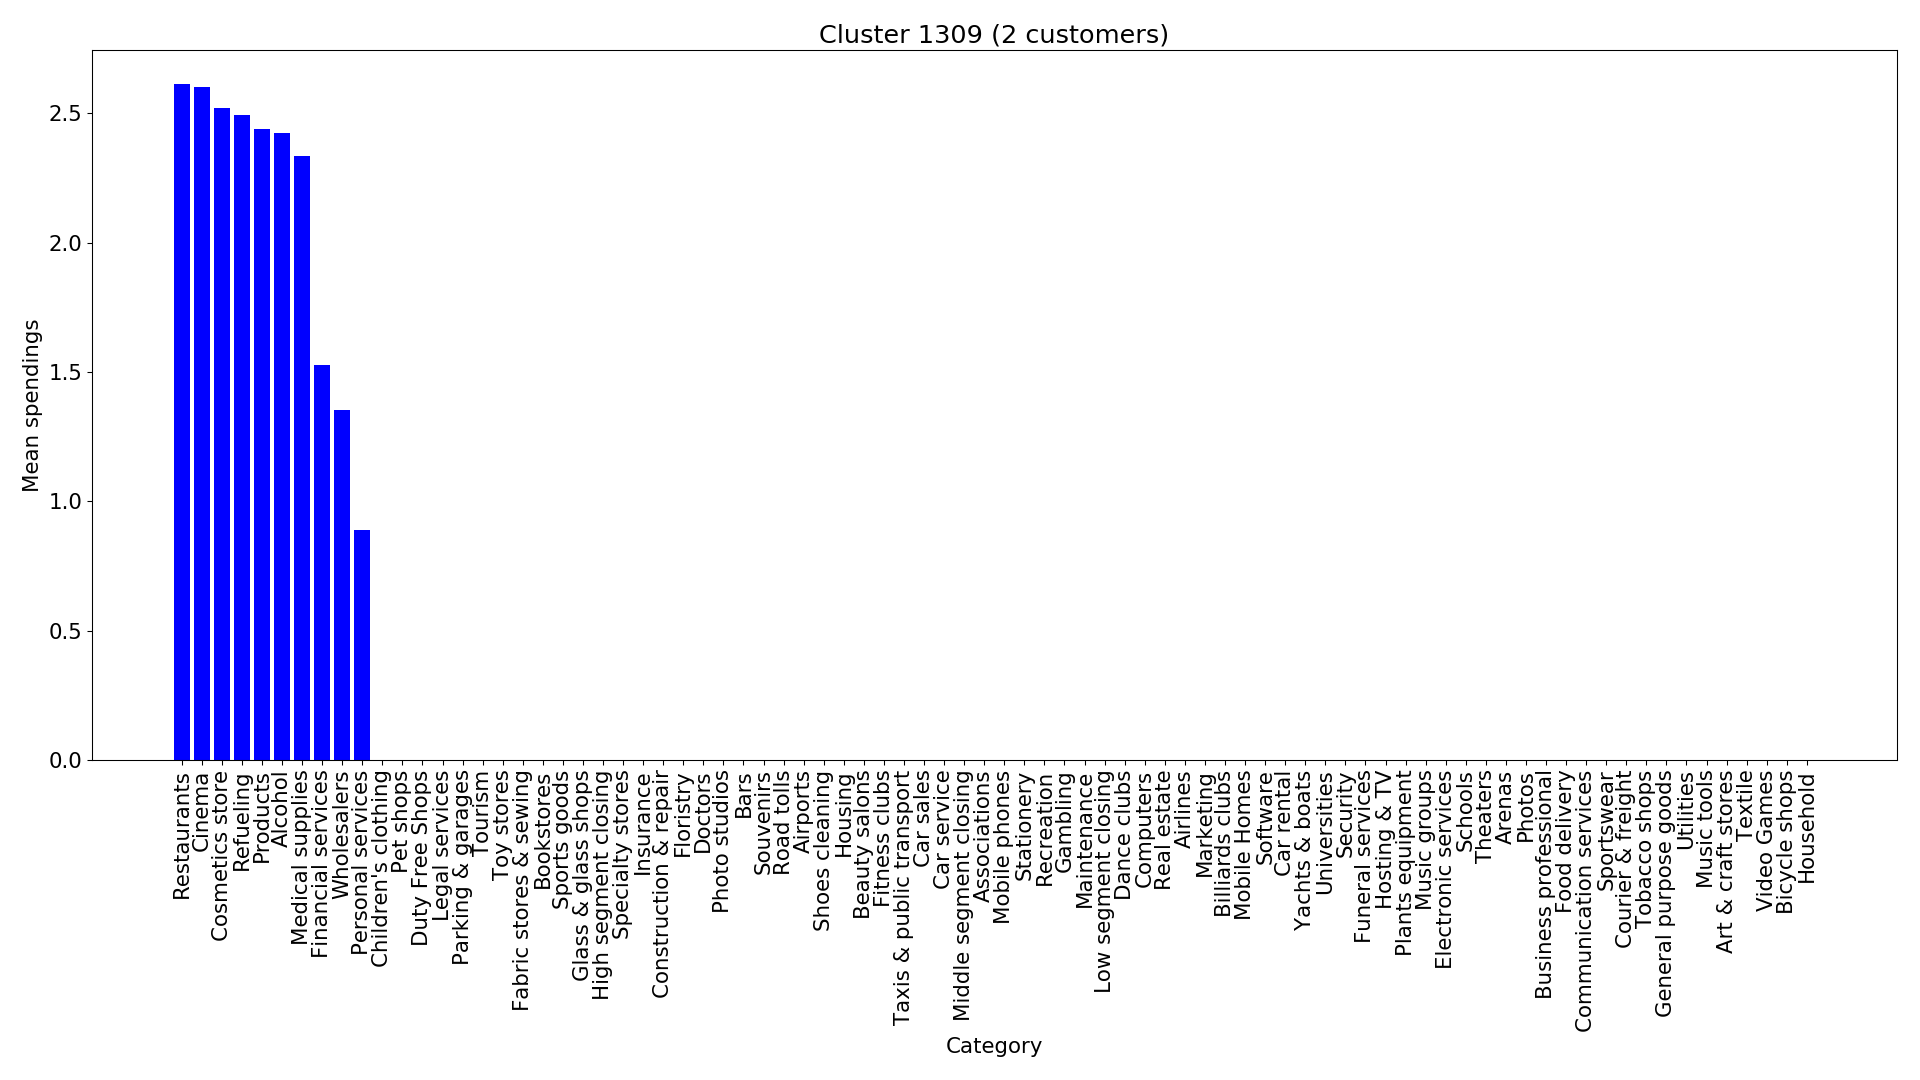 Cluster 1309 (2 customers)
Mean spendings
2.5
2.0
1.5
1.0
0.5
0.0
Restaurants
Cinema
Cosmetics store
Refueling
Products
Alcohol
Medical supplies
Financial services
Wholesalers
Personal services
Children's clothing
Pet shops
Duty Free Shops
Legal services
Parking & garages
Tourism
Toy stores
Fabric stores & sewing
Bookstores
Sports goods
Glass & glass shops
High segment closing
Specialty stores
Insurance
Construction & repair
Floristry
Doctors
Photo studios
Bars
Souvenirs
Road tolls
Airports
Shoes cleaning
Housing
Beauty salons
Fitness clubs
Taxis & public transport
Car sales
Car service
Middle segment closing
Associations
Mobile phones
Stationery
Recreation
Gambling
Maintenance
Low segment closing
Dance clubs
Computers
Real estate
Airlines
Marketing
Billiards clubs
Mobile Homes
Software
Car rental
Yachts & boats
Universities
Security
Funeral services
Hosting & TV
Plants equipment
Music groups
Electronic services
Schools
Theaters
Arenas
Photos
Business professional
Food delivery
Communication services
Sportswear
Courier & freight
Tobacco shops
General purpose goods
Utilities
Music tools
Art & craft stores
Textile
Video Games
Bicycle shops
Household
Category